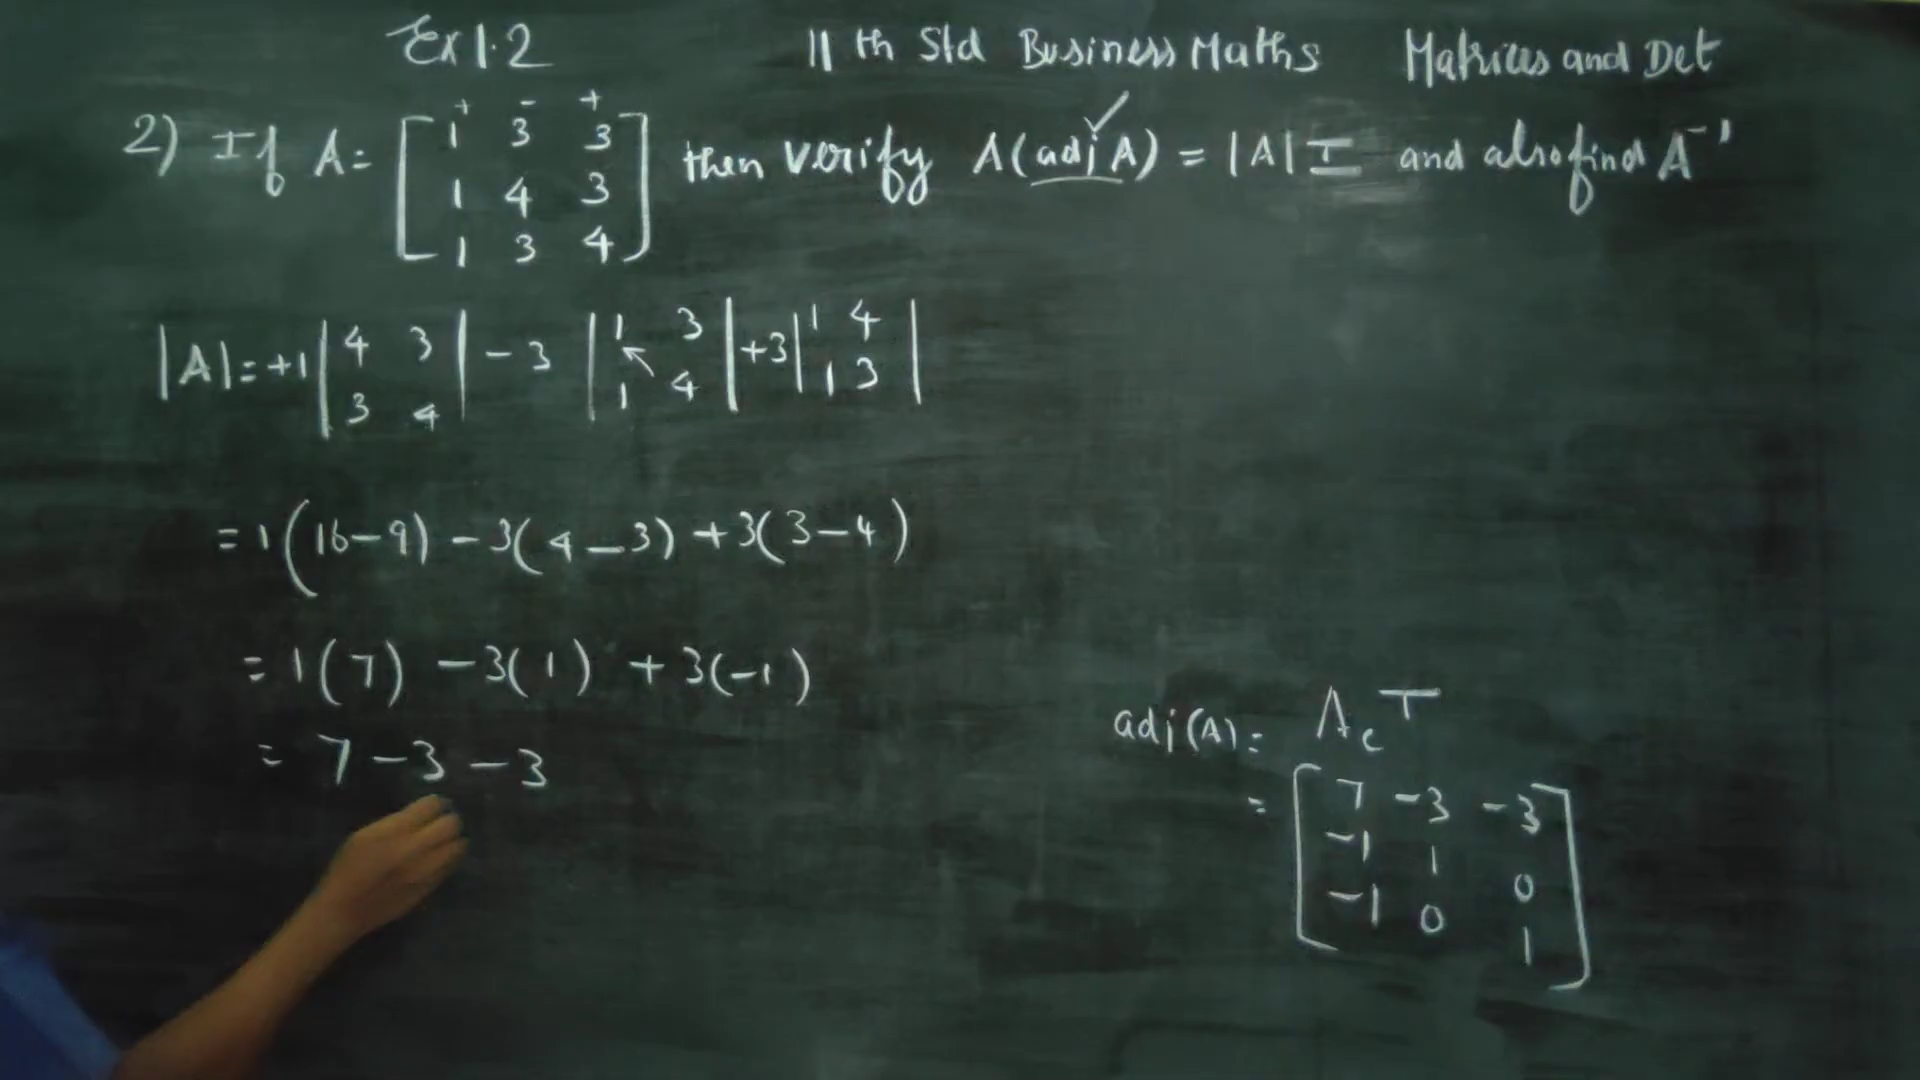 Ex 1.2 11th Std Business Maths Matrices and Det
2) If A = [1 3 3 then verify A(adj A) = |A| I and also find A⁻¹
1 4 3
1 3 4]
+ - +
✓
|A| = +1 |4 3 - 3 |1 3 +3 |1 4
3 4| 1 4| 1 3|
= 1(16-9) - 3(4-3) + 3(3-4)
= 1(7) - 3(1) + 3(-1)
= 7 - 3 - 3
adj(A) = A_c^T
= [7 -3 -3
-1 1 0
-1 0 1]